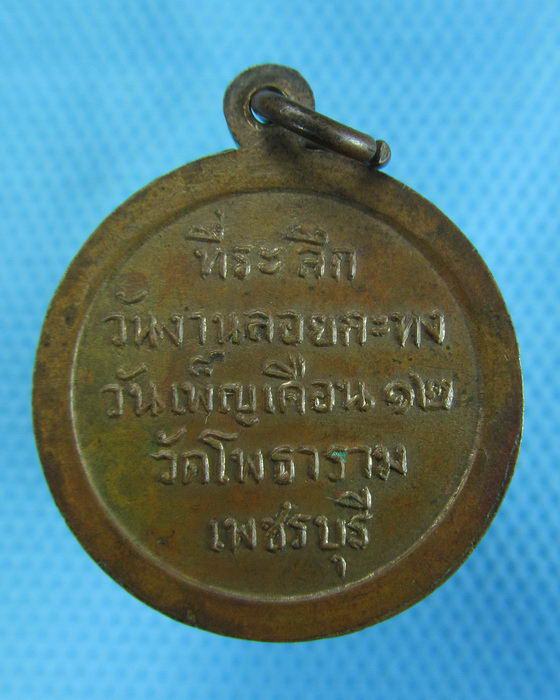 ที่ระลึก
วันงานลอยกะทง
วันเพ็ญเดือน ๑๒
วัดโพธาราม
เพชรบุรี